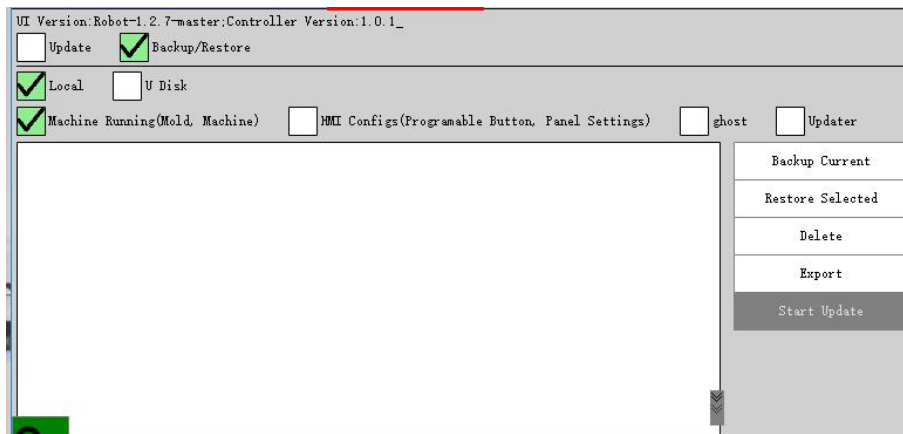 UI Version:Robot-1.2.7-master;Controller Version:1.0.1_
Update Backup/Restore
Local U Disk
Machine Running(Mold, Machine) HMI Configs(Programable Button, Panel Settings) ghost Updater
Backup Current
Restore Selected
Delete
Export
Start Update